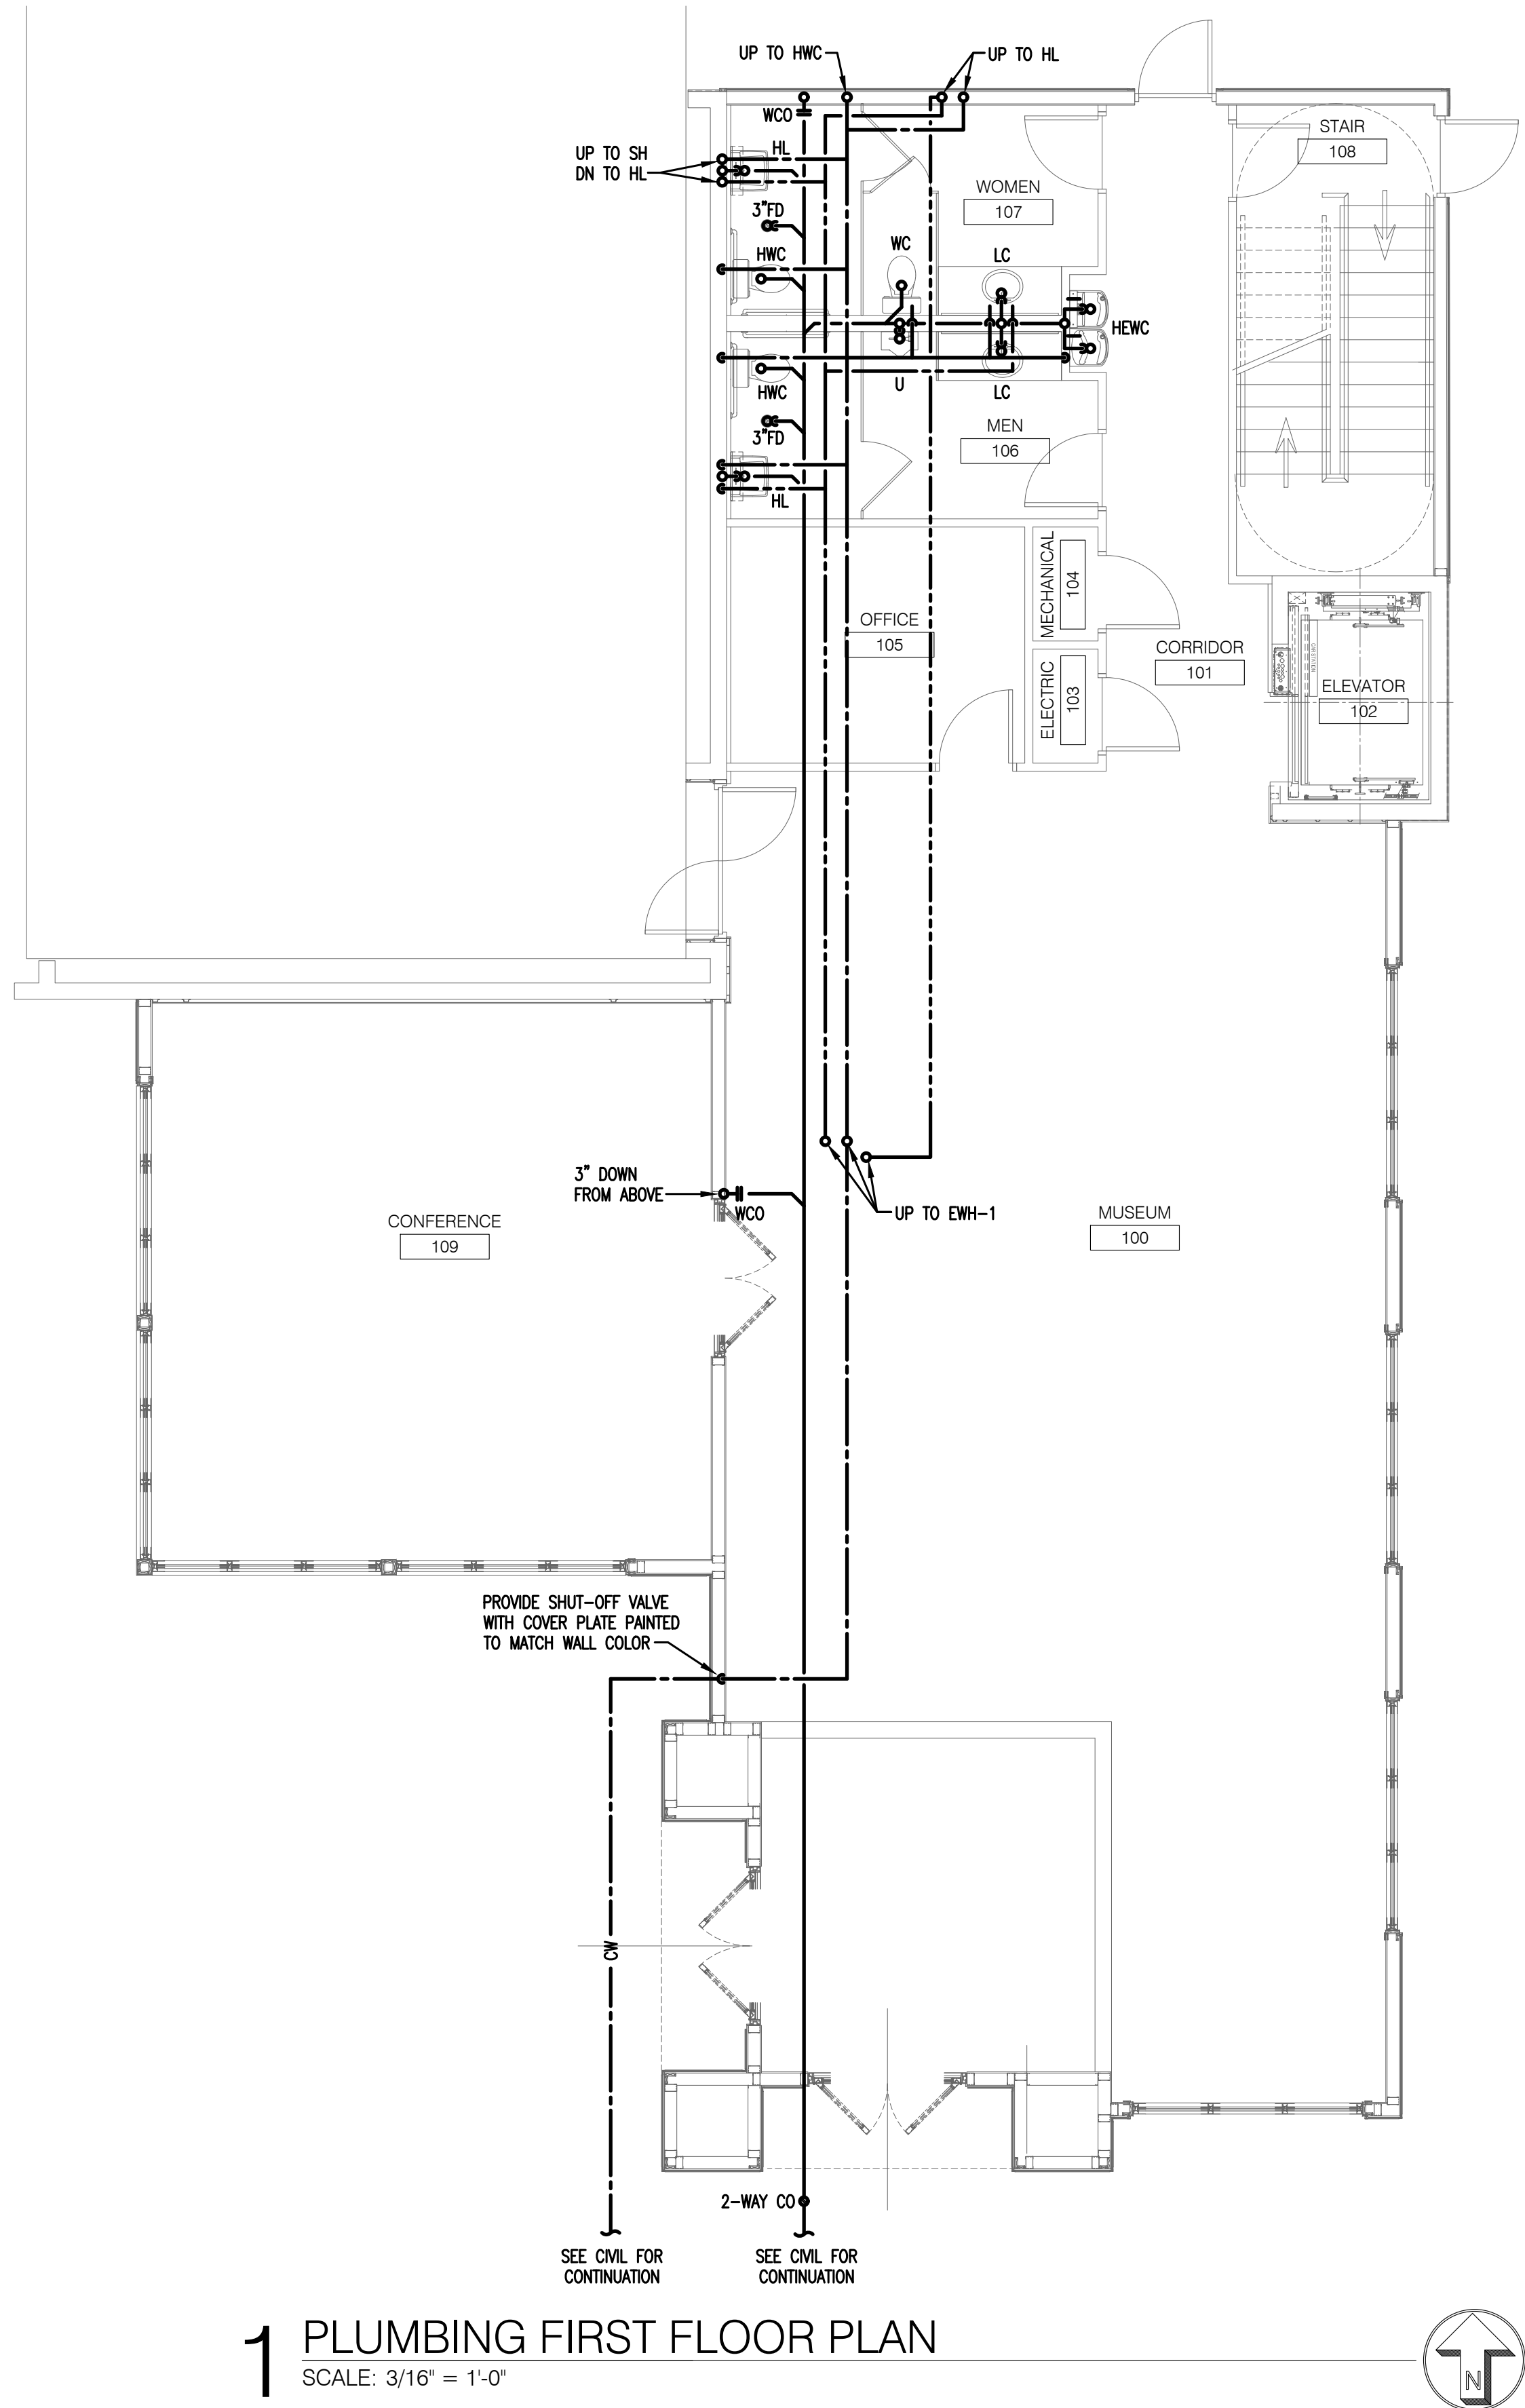 UP TO HWC
UP TO HL
WCO
STAIR
108
UP TO SH
DN TO HL
HL
WOMEN
107
3"FD
WC
LC
HWC
HEWC
HWC
U
LC
3"FD
MEN
106
HL
MECHANICAL
104
OFFICE
105
CORRIDOR
101
ELECTRIC
103
CAR STATION
ELEVATOR
102
3" DOWN
FROM ABOVE
WCO
UP TO EWH-1
CONFERENCE
109
MUSEUM
100
PROVIDE SHUT-OFF VALVE
WITH COVER PLATE PAINTED
TO MATCH WALL COLOR
CW
2-WAY CO
SEE CIVIL FOR
CONTINUATION
SEE CIVIL FOR
CONTINUATION
1 PLUMBING FIRST FLOOR PLAN
SCALE: 3/16" = 1'-0"
N